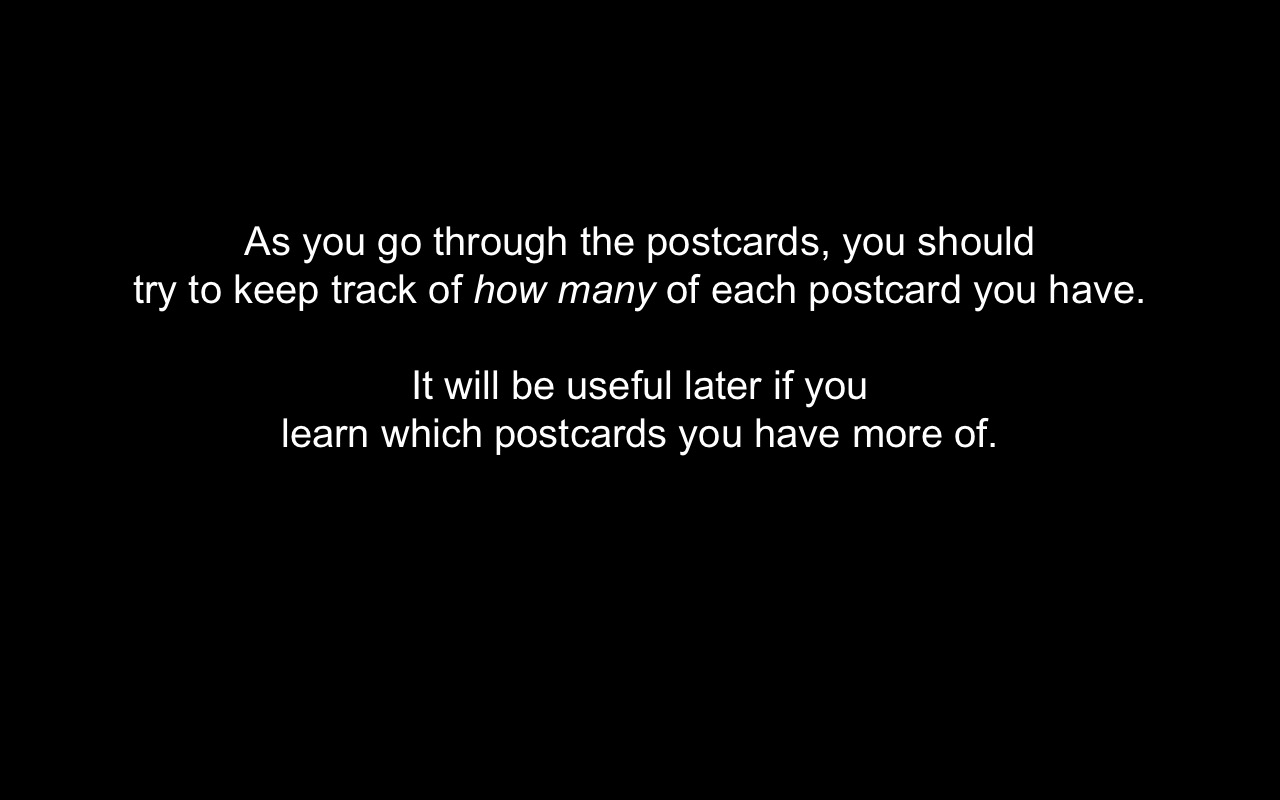 As you go through the postcards, you should
try to keep track of how many of each postcard you have.
It will be useful later if you
learn which postcards you have more of.